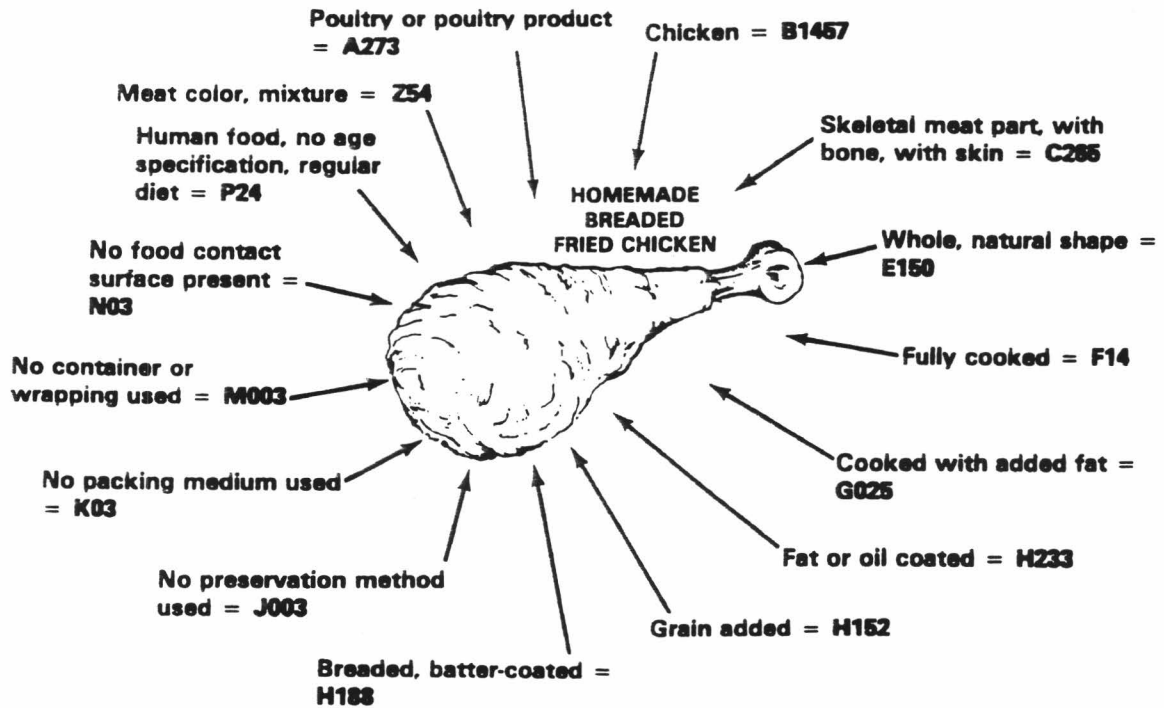 Poultry or poultry product
= A273
Chicken = B1457
Meat color, mixture = Z54
Human food, no age
specification, regular
diet = P24
Skeletal meat part, with
bone, with skin = C265
HOMEMADE
BREADED
FRIED CHICKEN
No food contact
surface present =
N03
Whole, natural shape =
E150
No container or
wrapping used = M003
Fully cooked = F14
No packing medium used
= K03
Cooked with added fat =
G025
No preservation method
used = J003
Fat or oil coated = H233
Grain added = H152
Breaded, batter-coated =
H188